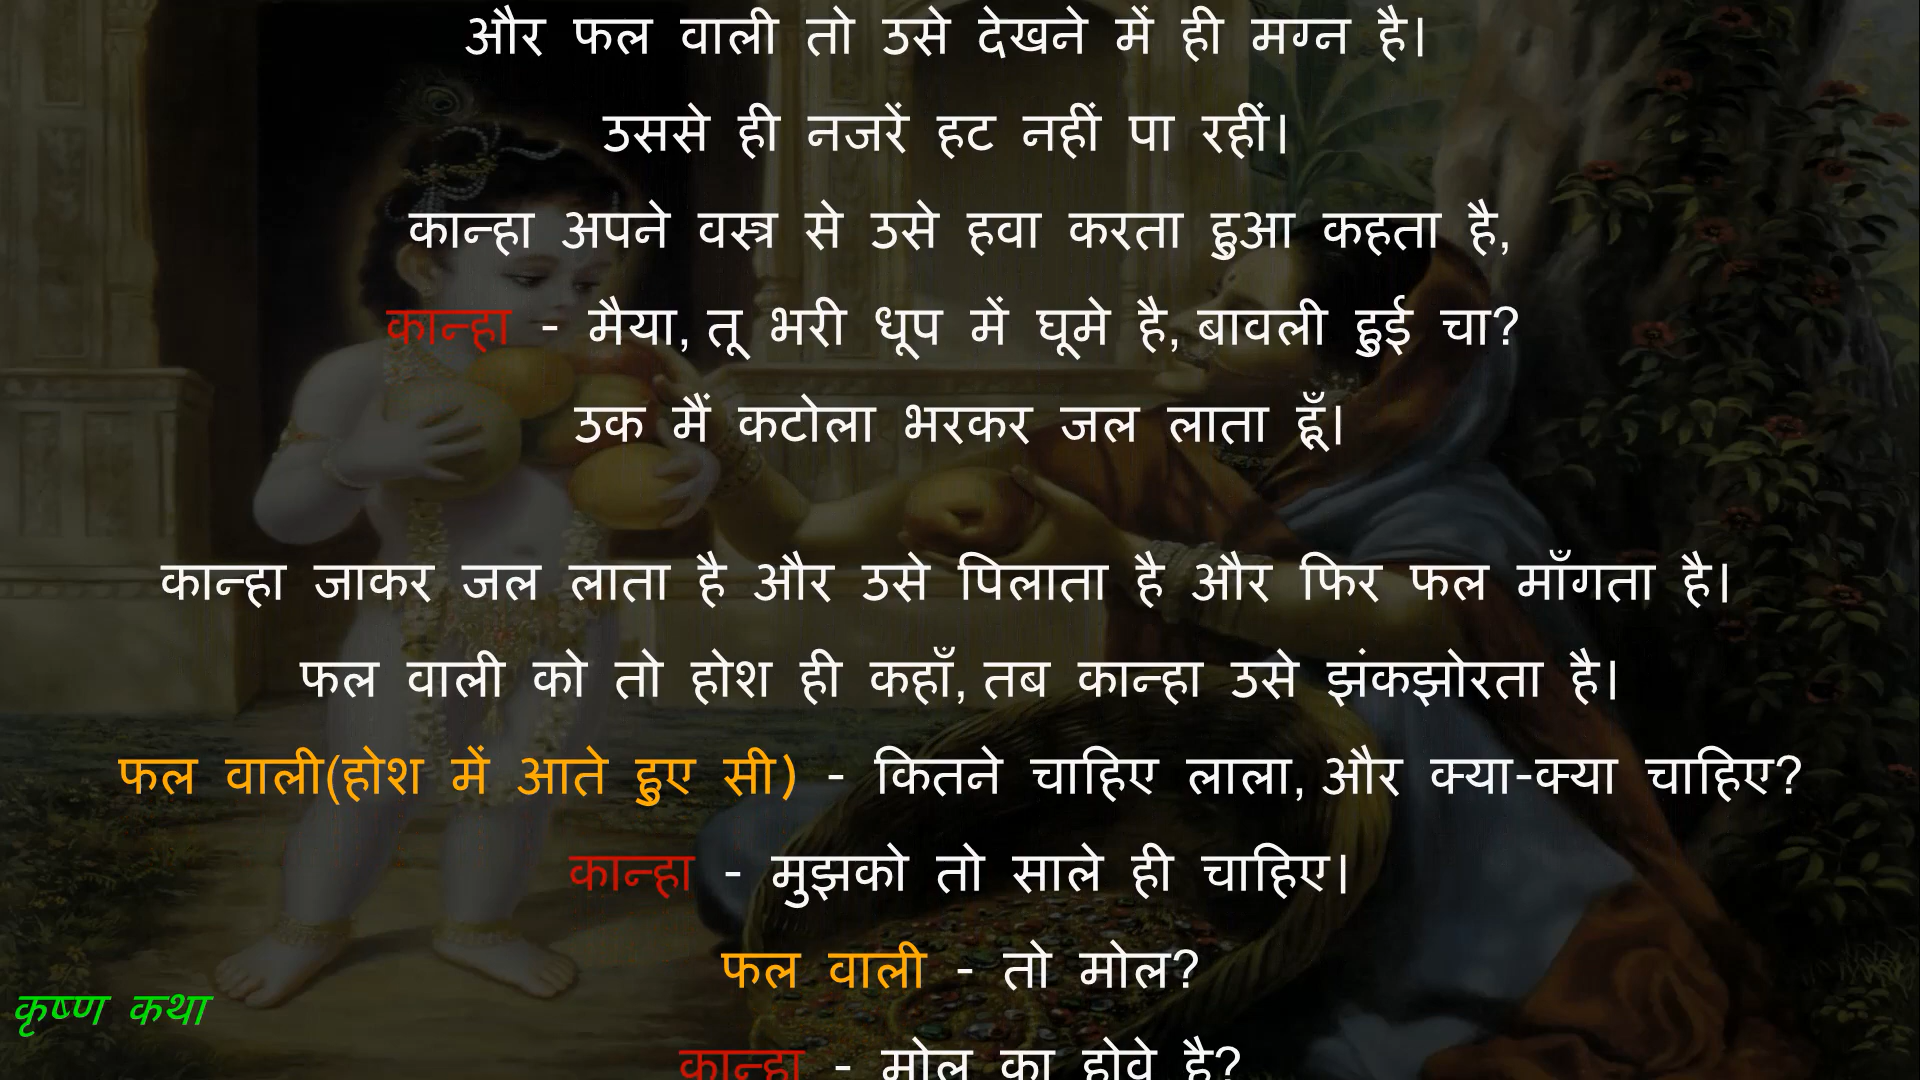 और फल वाली तो उसे देखने में ही मग्न है।
उससे ही नजरें हट नहीं पा रहीं।
कान्हा अपने वस्त्र से उसे हवा करता हुआ कहता है,
कान्हा - मैया, तू भरी धूप में घूमे है, बावली हुई चा?
उक मैं कटोला भरकर जल लाता हूँ।
कान्हा जाकर जल लाता है और उसे पिलाता है और फिर फल माँगता है।
फल वाली को तो होश ही कहाँ, तब कान्हा उसे झंकझोरता है।
फल वाली(होश में आते हुए सी) - कितने चाहिए लाला, और क्या-क्या चाहिए?
कान्हा - मुझको तो साले ही चाहिए।
फल वाली - तो मोल?
कृष्ण कथा
कान्हा - मोल का होवे है?